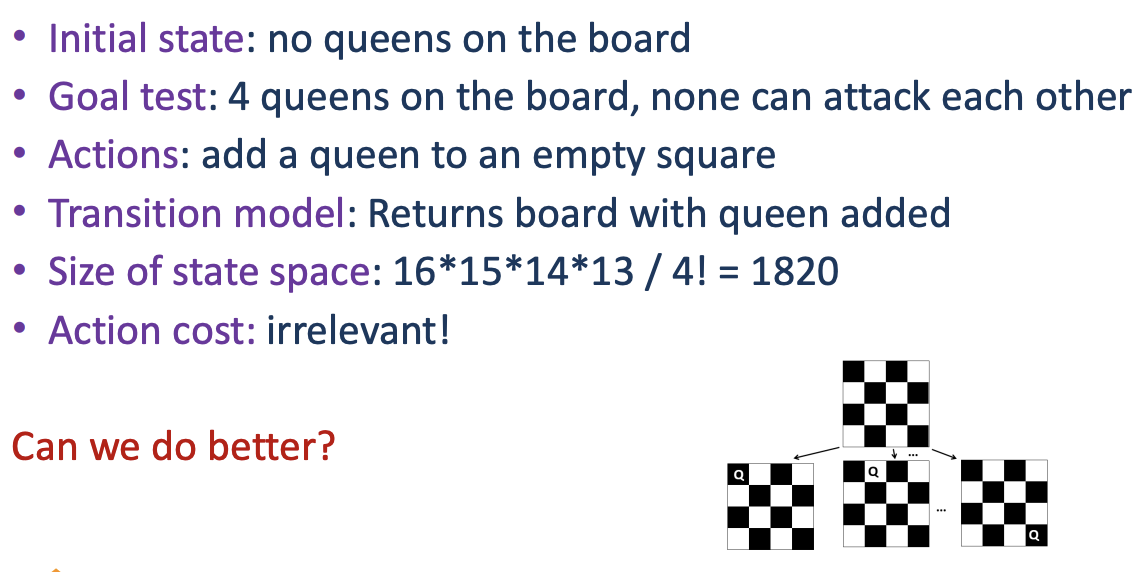 • Initial state: no queens on the board
• Goal test: 4 queens on the board, none can attack each other
• Actions: add a queen to an empty square
• Transition model: Returns board with queen added
• Size of state space: 16*15*14*13 / 4! = 1820
• Action cost: irrelevant!
Can we do better?
...
Q
Q
...
Q